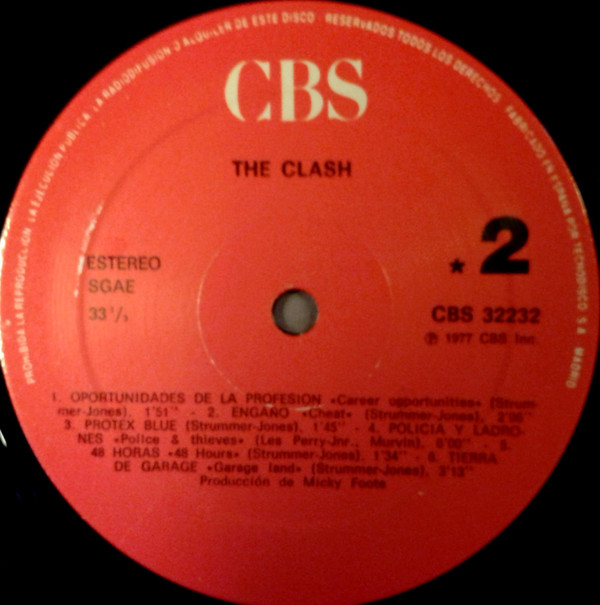 PROHIBIDA LA REPRODUCCION LA EJECUCION PUBLICA LA RADIODIFUSION O ALQUILER DE ESTE DISCO RESERVADOS TODOS LOS DERECHOS FABRICADO EN ESPAÑA POR TECNODISCO S.A. MADRID
CBS
THE CLASH
★ 2
ESTEREO
SGAE
33 1/3
CBS 32232
℗ 1977 CBS Inc.
1. OPORTUNIDADES DE LA PROFESION «Career opportunities» (Strum-
mer-Jones), 1'51" - 2. ENGAÑO «Cheat» (Strummer-Jones), 2'06"
3. PROTEX BLUE (Strummer-Jones), 1'45" - 4. POLICIA Y LADRO-
NES «Police & thieves» (Les Perry-Jnr., Murvin), 6'00" - 5.
48 HORAS «48 Hours» (Strummer-Jones), 1'34" - 6. TIERRA
DE GARAGE «Garage land» (Strummer-Jones), 3'13"
Producción de Micky Foote